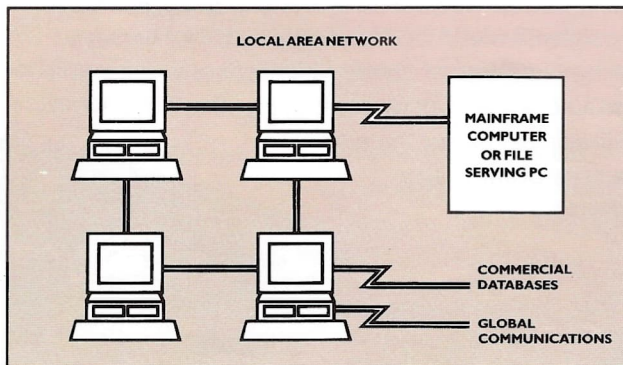 LOCAL AREA NETWORK
MAINFRAME
COMPUTER
OR FILE
SERVING PC
COMMERCIAL
DATABASES
GLOBAL
COMMUNICATIONS